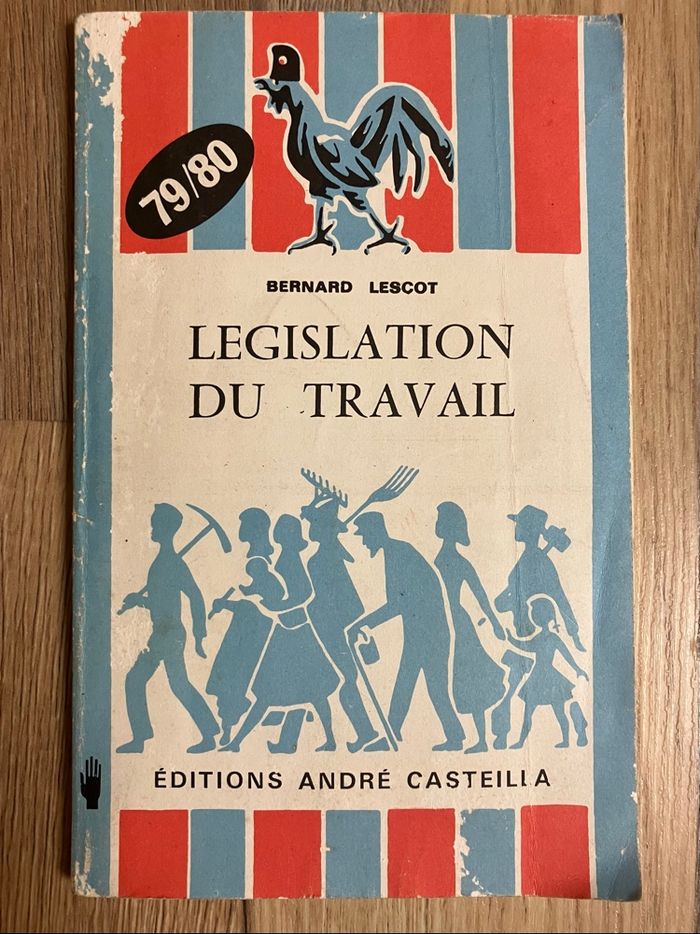 79/80
BERNARD LESCOT
LEGISLATION
DU TRAVAIL
ÉDITIONS ANDRÉ CASTEILLA